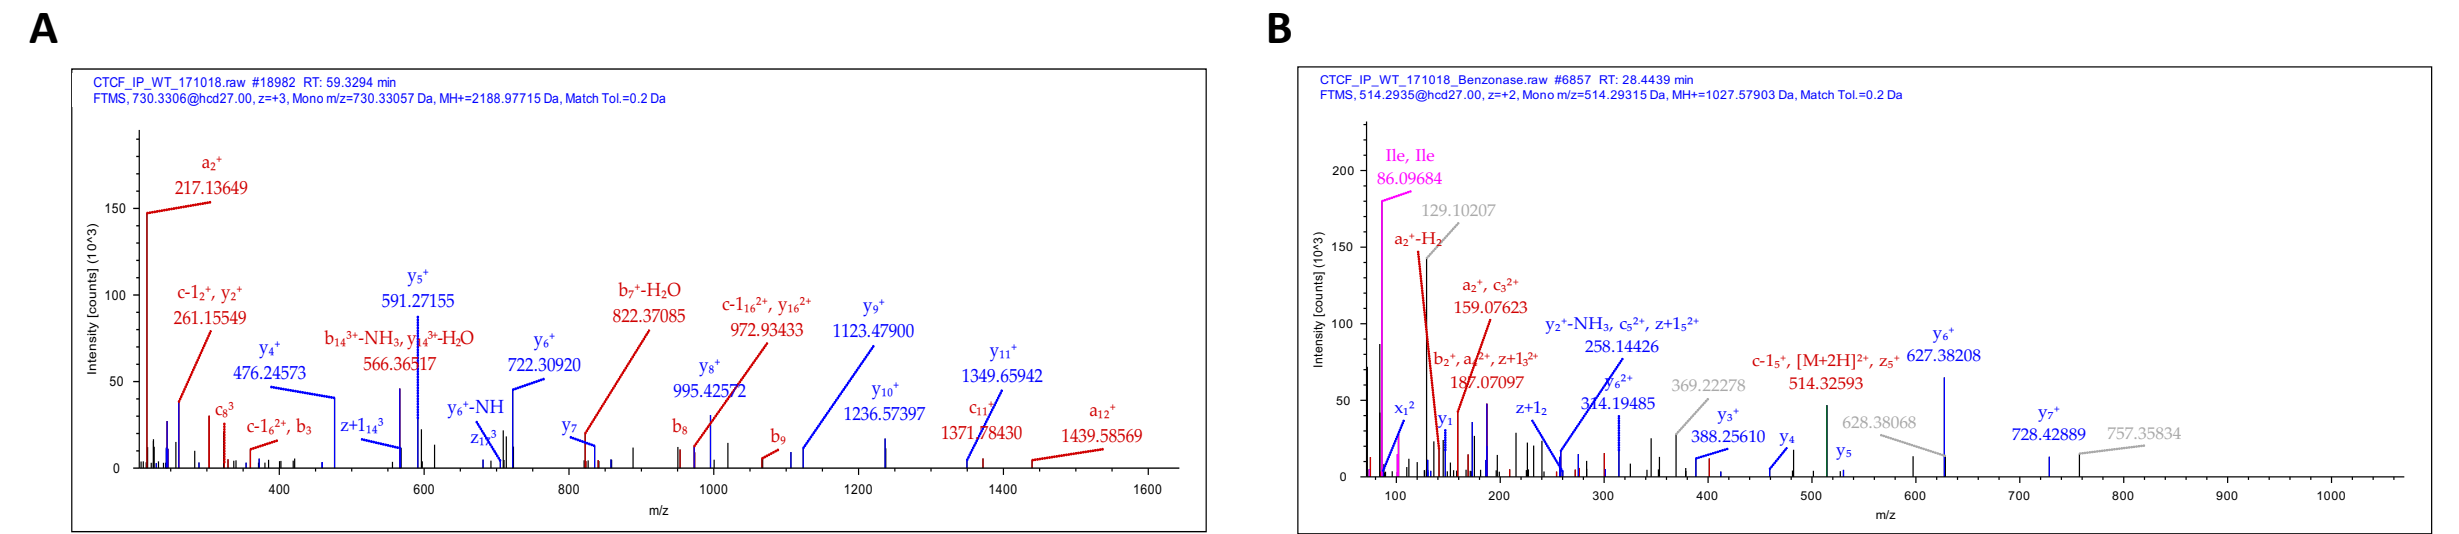 A
CTCF_IP_WT_171018.raw #18982 RT: 59.3294 min
FTMS, 730.3306@hcd27.00, z=+3, Mono m/z=730.33057 Da, MH+=2188.97715 Da, Match Tol.=0.2 Da
Intensity [counts] (10^3)
150
100
50
0
a₂⁺
217.13649
c-1₂⁺, y₂⁺
261.15549
c₈³
c-1₆²⁺, b₃
y₄⁺
476.24573
z+1₁₄³
b₁₄³⁺-NH₃, y₁₄³⁺-H₂O
566.36517
y₅⁺
591.27155
y₆⁺-NH
z₁₇³
y₆⁺
722.30920
y₇
b₇⁺-H₂O
822.37085
b₈
y₈⁺
995.42572
c-1₁₆²⁺, y₁₆²⁺
972.93433
b₉
y₉⁺
1123.47900
y₁₀⁺
1236.57397
y₁₁⁺
1349.65942
c₁₁⁺
1371.78430
a₁₂⁺
1439.58569
400 600 800 1000 1200 1400 1600
m/z
B
CTCF_IP_WT_171018_Benzonase.raw #6857 RT: 28.4439 min
FTMS, 514.2935@hcd27.00, z=+2, Mono m/z=514.29315 Da, MH+=1027.57903 Da, Match Tol.=0.2 Da
Intensity [counts] (10^3)
200
150
100
50
0
Ile, Ile
86.09684
129.10207
a₂⁺-H₂
a₂⁺, c₃²⁺
159.07623
b₂⁺, a₄²⁺, z+1₃²⁺
187.07097
x₁²
y₁
z+1₂
y₂⁺-NH₃, c₅²⁺, z+1₅²⁺
258.14426
y₆²⁺
314.19485
369.22278
y₃⁺
388.25610
y₄
c-1₅⁺, [M+2H]²⁺, z₅⁺
514.32593
y₅
y₆⁺
627.38208
628.38068
y₇⁺
728.42889
757.35834
100 200 300 400 500 600 700 800 900 1000
m/z